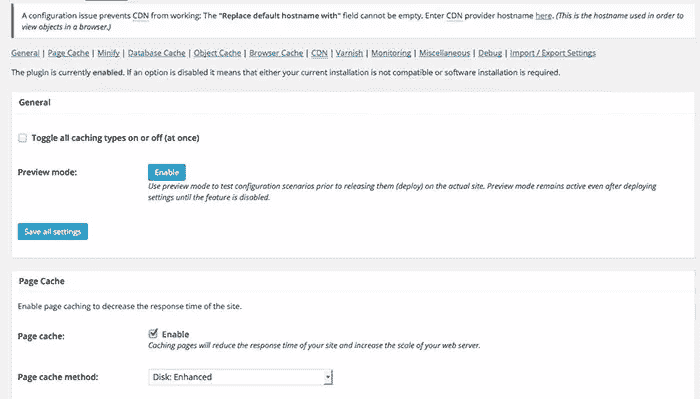 A configuration issue prevents CDN from working: The "Replace default hostname with" field cannot be empty. Enter CDN provider hostname here. (This is the hostname used in order to
view objects in a browser.)
General | Page Cache | Minify | Database Cache | Object Cache | Browser Cache | CDN | Varnish | Monitoring | Miscellaneous | Debug | Import / Export Settings
The plugin is currently enabled. If an option is disabled it means that either your current installation is not compatible or software installation is required.
General
Toggle all caching types on or off (at once)
Preview mode:
Enable
Use preview mode to test configuration scenarios prior to releasing them (deploy) on the actual site. Preview mode remains active even after deploying
settings until the feature is disabled.
Save all settings
Page Cache
Enable page caching to decrease the response time of the site.
Page cache:
Enable
Caching pages will reduce the response time of your site and increase the scale of your web server.
Page cache method:
Disk: Enhanced